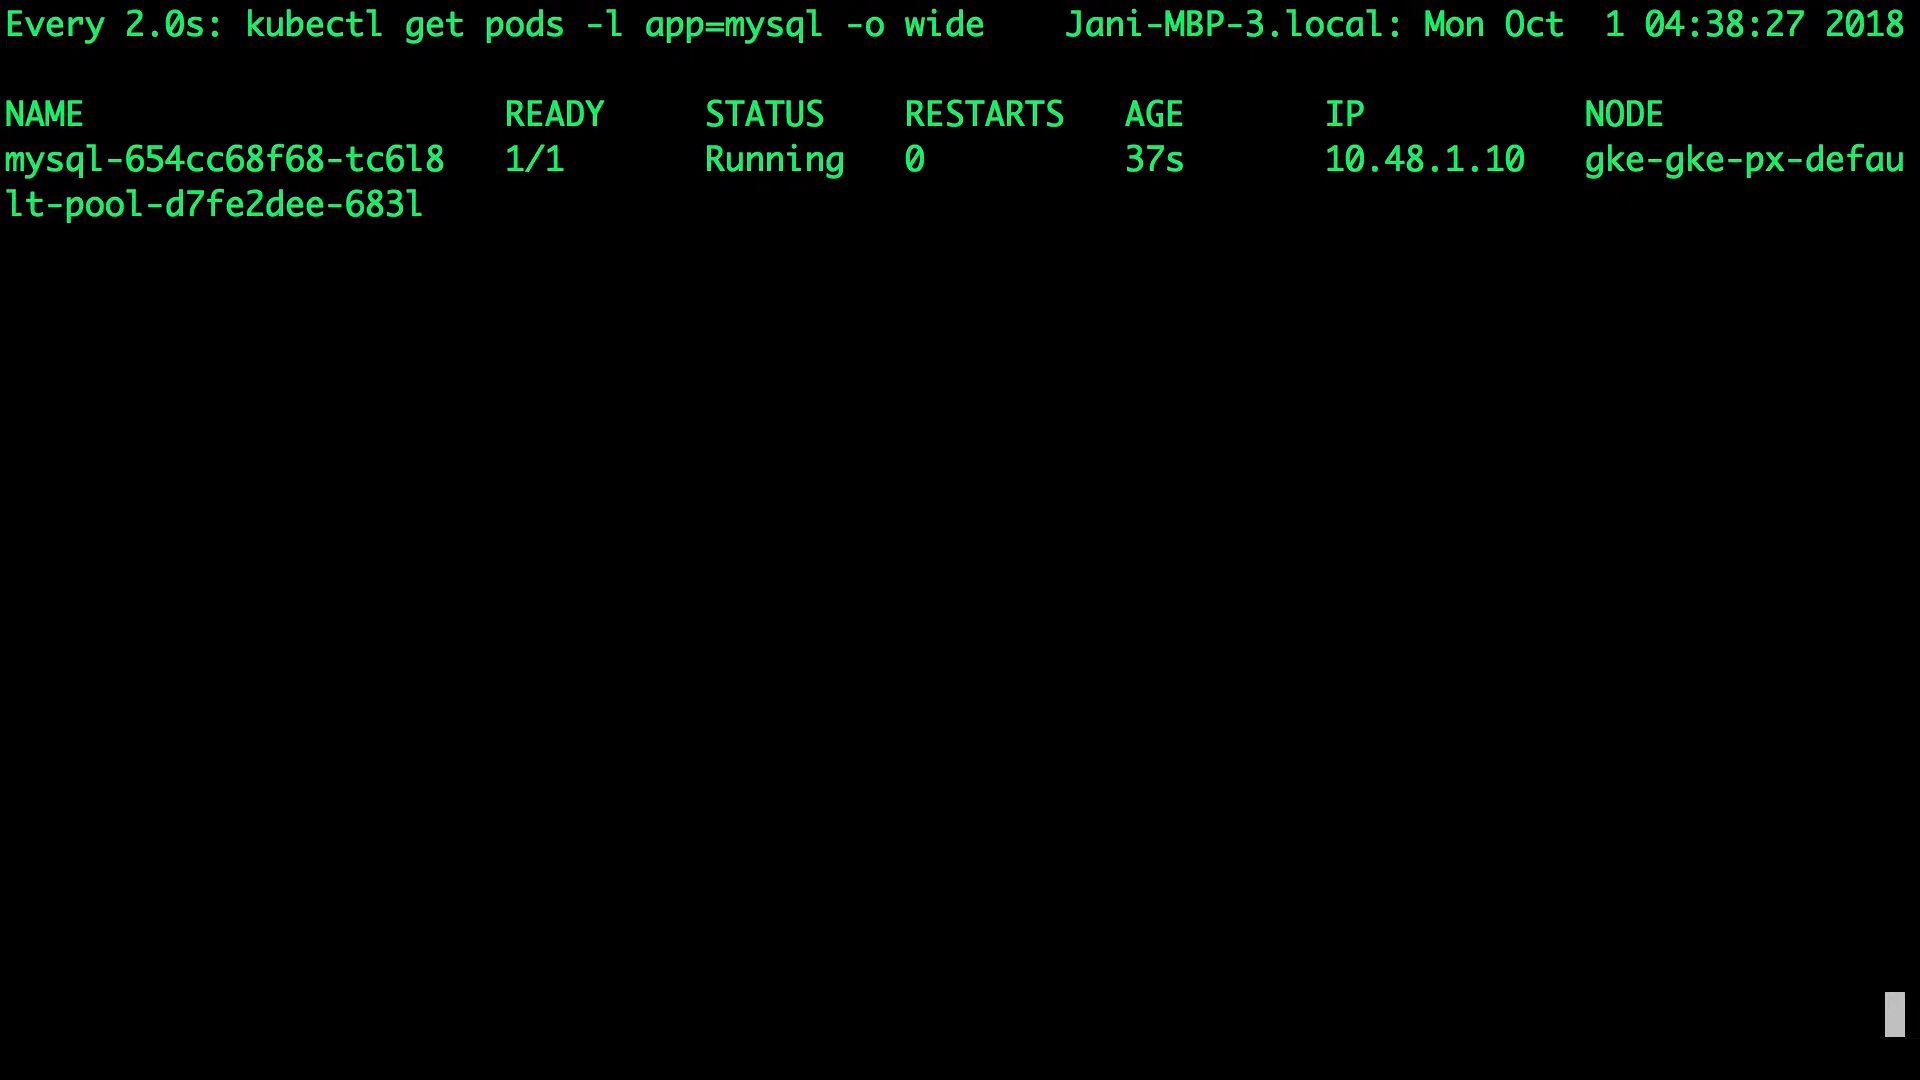 Every 2.0s: kubectl get pods -l app=mysql -o wide    Jani-MBP-3.local: Mon Oct  1 04:38:27 2018
NAME                     READY     STATUS    RESTARTS   AGE       IP           NODE
mysql-654cc68f68-tc6l8   1/1       Running   0          37s       10.48.1.10   gke-gke-px-defau
lt-pool-d7fe2dee-683l